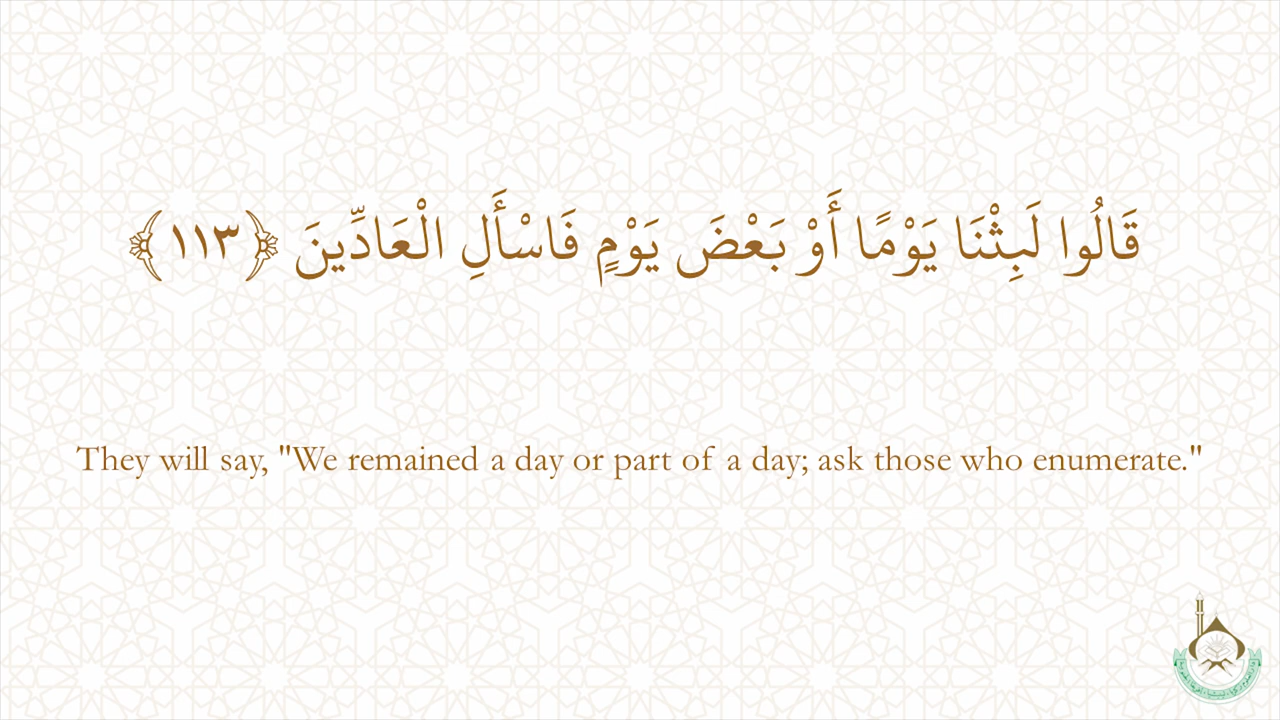 قَالُوا لَبِثْنَا يَوْمًا أَوْ بَعْضَ يَوْمٍ فَاسْأَلِ الْعَادِّينَ ﴿١١٣﴾
They will say, "We remained a day or part of a day; ask those who enumerate."